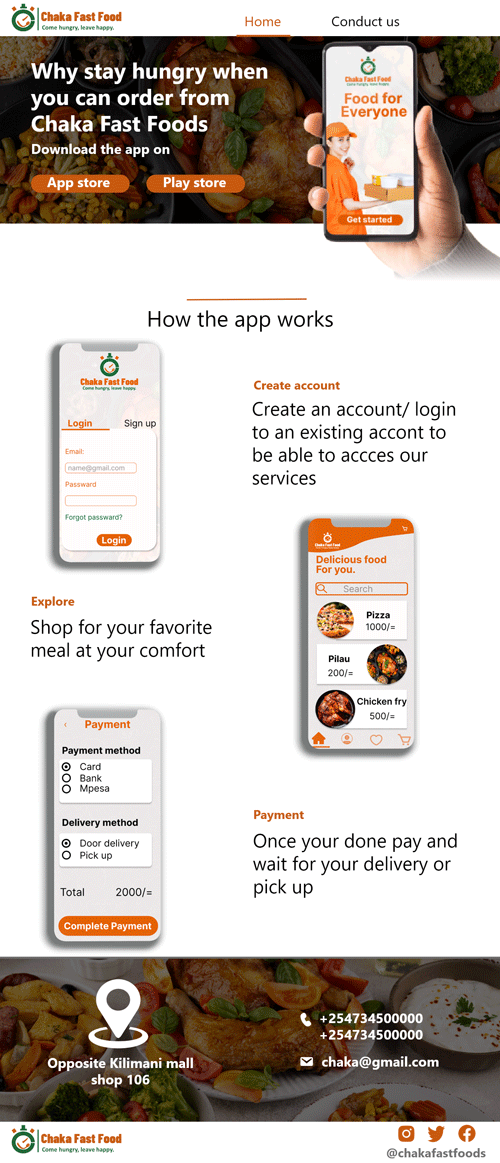 Chaka Fast Food
Come hungry, leave happy.
Home
Conduct us
Why stay hungry when
you can order from
Chaka Fast Foods
Download the app on
App store
Play store
Chaka Fast Food
Come hungry, leave happy.
Food for
Everyone
Get started
How the app works
Chaka Fast Food
Come hungry, leave happy.
Login
Sign up
Email:
name@gmail.com
Password
Forgot password?
Login
Create account
Create an account/ login
to an existing accont to
be able to accces our
services
Explore
Shop for your favorite
meal at your comfort
Chaka Fast Food
Delicious food
For you.
Search
Pizza
1000/=
Pilau
200/=
Chicken fry
500/=
Payment
Payment method
Card
Bank
Mpesa
Delivery method
Door delivery
Pick up
Total 2000/=
Complete Payment
Payment
Once your done pay and
wait for your delivery or
pick up
Opposite Kilimani mall
shop 106
+254734500000
+254734500000
chaka@gmail.com
Chaka Fast Food
Come hungry, leave happy.
@chakafastfoods